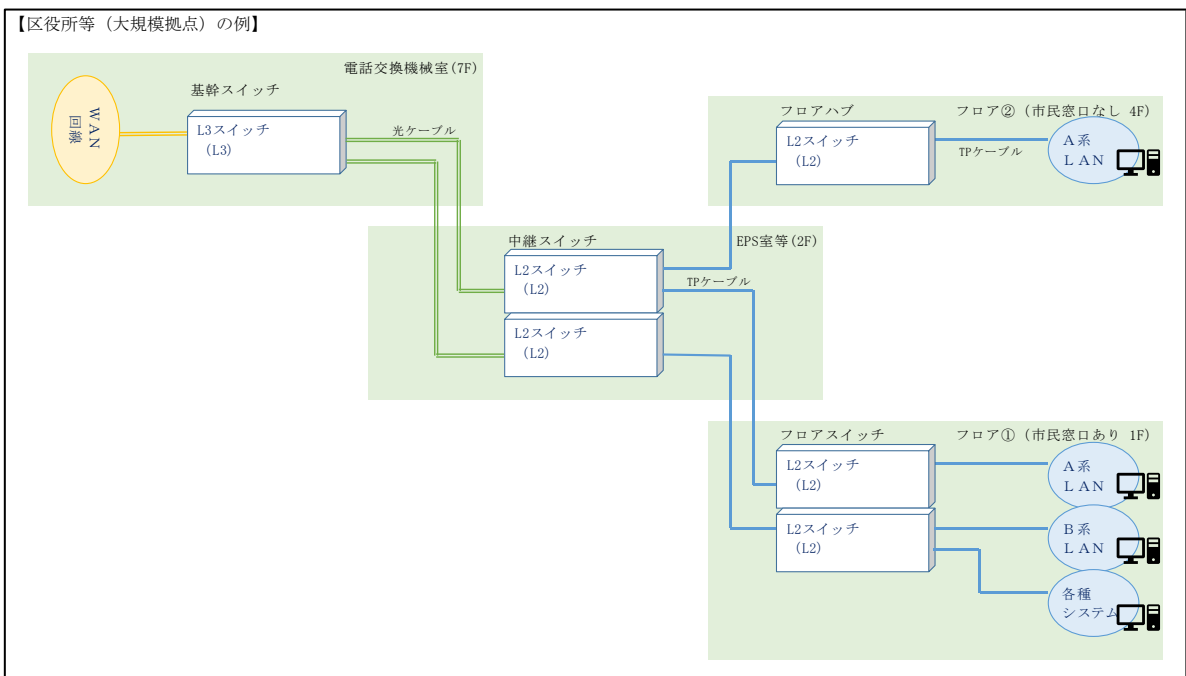 【区役所等（大規模拠点）の例】
電話交換機械室(7F)
基幹スイッチ
WAN
回線
L3スイッチ
(L3)
光ケーブル
フロアハブ
フロア②（市民窓口なし 4F）
L2スイッチ
(L2)
TPケーブル
A系
LAN
中継スイッチ
EPS室等(2F)
L2スイッチ
(L2)
TPケーブル
L2スイッチ
(L2)
フロアスイッチ
フロア①（市民窓口あり 1F）
L2スイッチ
(L2)
A系
LAN
L2スイッチ
(L2)
B系
LAN
各種
システム